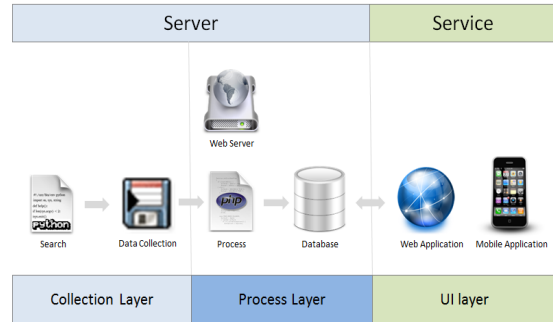 Server
Service
Web Server
python
php
Search
Data Collection
Process
Database
Web Application
Mobile Application
Collection Layer
Process Layer
UI layer